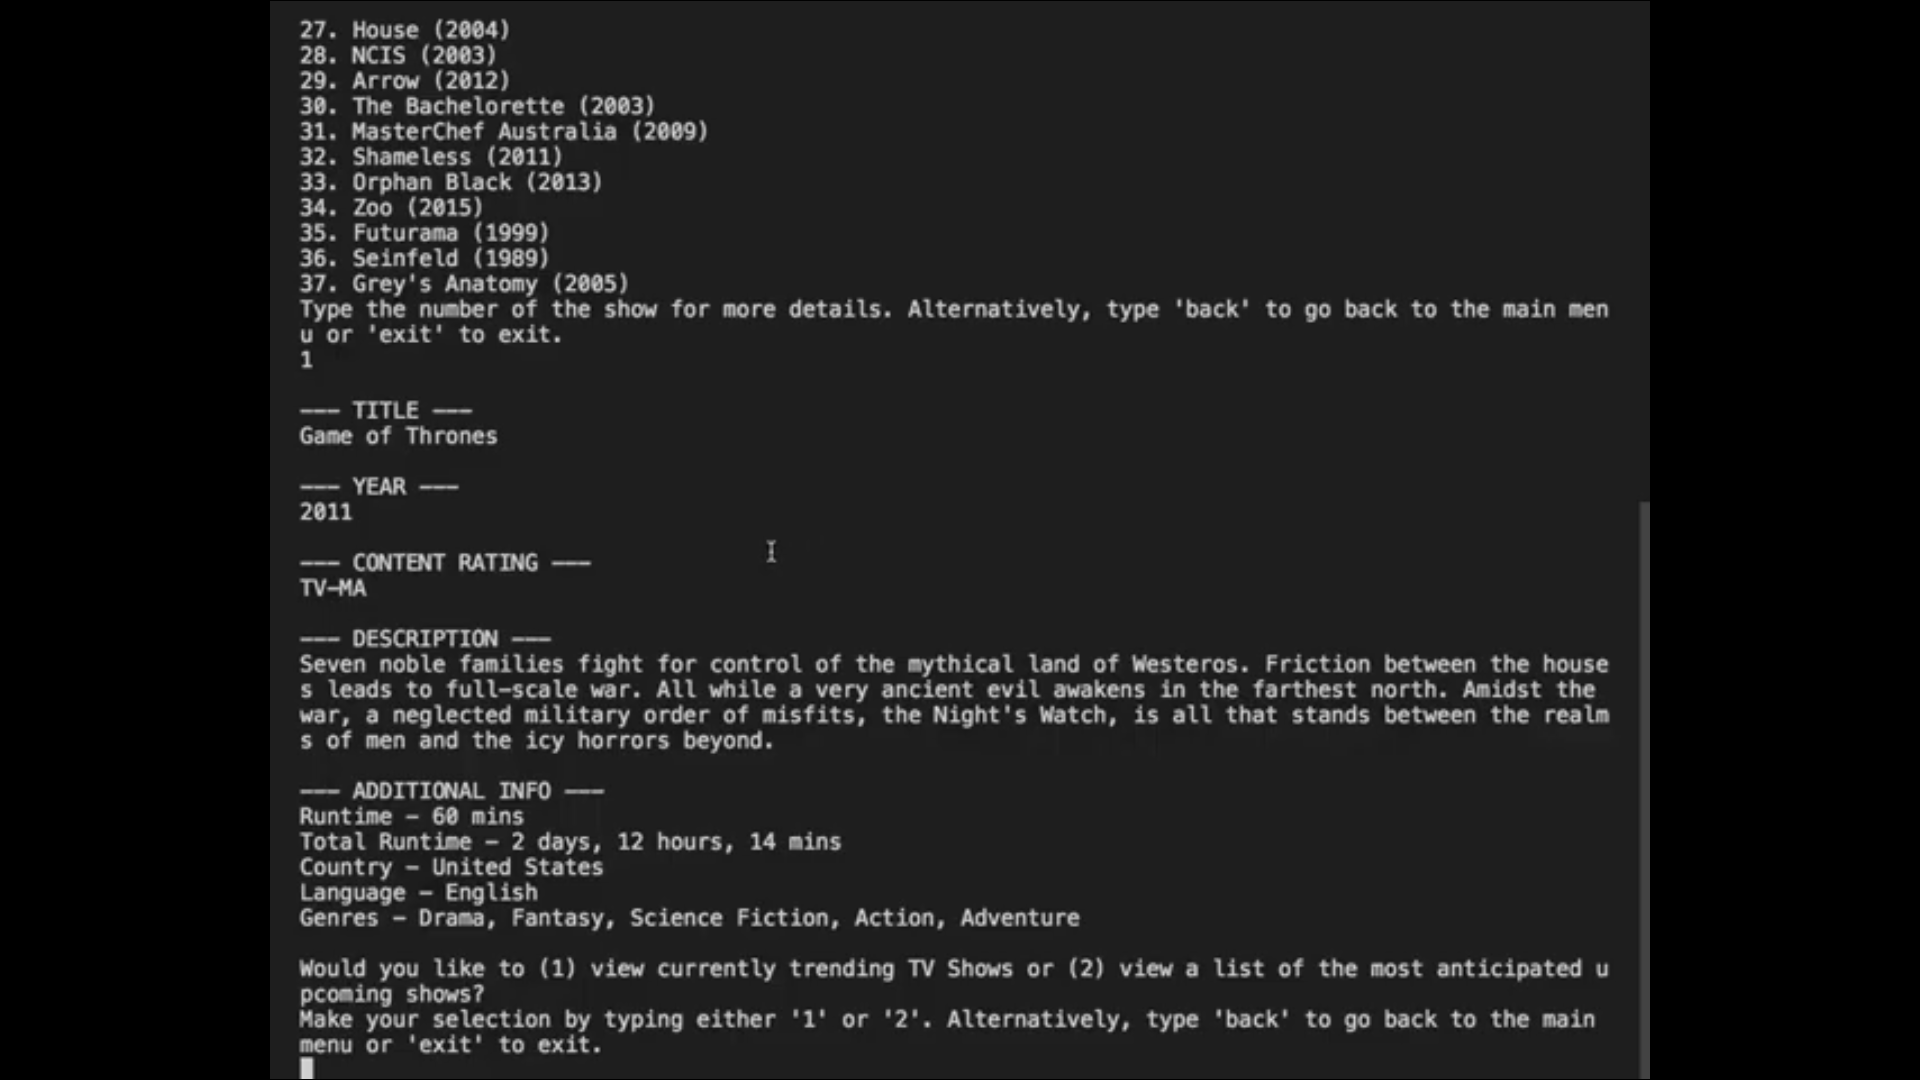 27. House (2004)
28. NCIS (2003)
29. Arrow (2012)
30. The Bachelorette (2003)
31. MasterChef Australia (2009)
32. Shameless (2011)
33. Orphan Black (2013)
34. Zoo (2015)
35. Futurama (1999)
36. Seinfeld (1989)
37. Grey's Anatomy (2005)
Type the number of the show for more details. Alternatively, type 'back' to go back to the main men
u or 'exit' to exit.
1
--- TITLE ---
Game of Thrones
--- YEAR ---
2011
--- CONTENT RATING ---
TV-MA
--- DESCRIPTION ---
Seven noble families fight for control of the mythical land of Westeros. Friction between the house
s leads to full-scale war. All while a very ancient evil awakens in the farthest north. Amidst the
war, a neglected military order of misfits, the Night's Watch, is all that stands between the realm
s of men and the icy horrors beyond.
--- ADDITIONAL INFO ---
Runtime - 60 mins
Total Runtime - 2 days, 12 hours, 14 mins
Country - United States
Language - English
Genres - Drama, Fantasy, Science Fiction, Action, Adventure
Would you like to (1) view currently trending TV Shows or (2) view a list of the most anticipated u
pcoming shows?
Make your selection by typing either '1' or '2'. Alternatively, type 'back' to go back to the main
menu or 'exit' to exit.